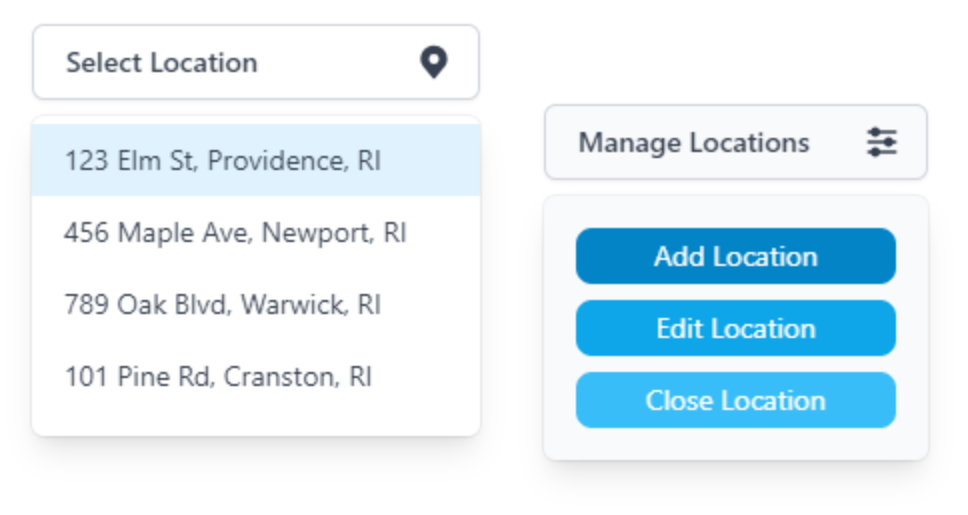 Select Location
123 Elm St, Providence, RI
456 Maple Ave, Newport, RI
789 Oak Blvd, Warwick, RI
101 Pine Rd, Cranston, RI
Manage Locations
Add Location
Edit Location
Close Location